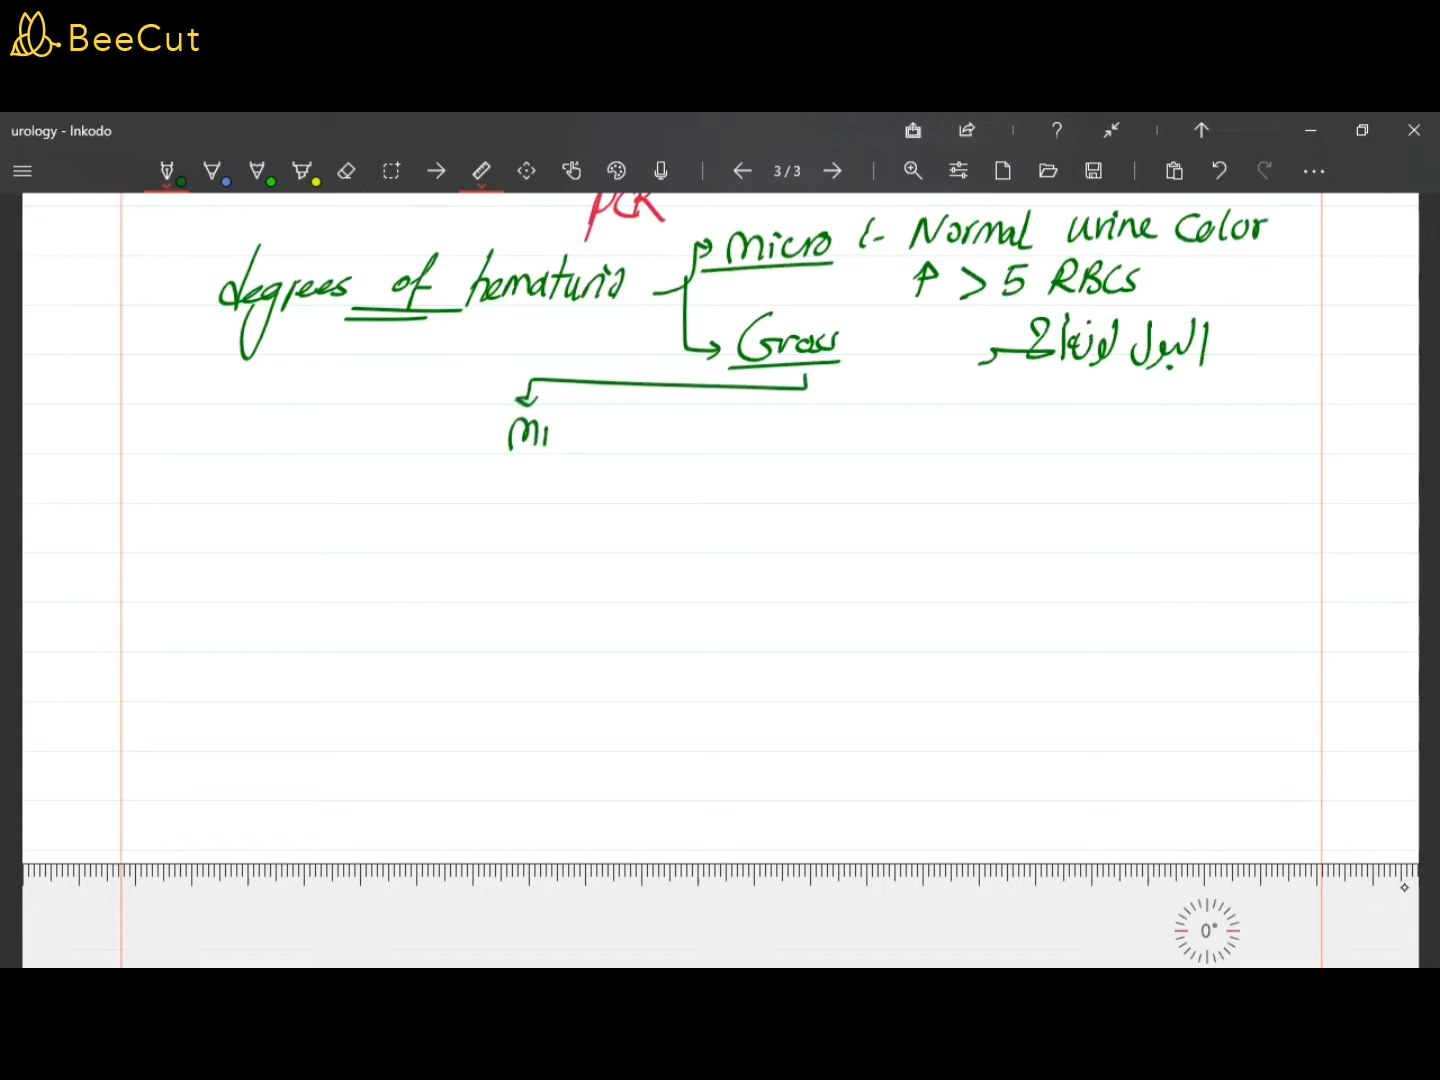 BeeCut
urology - Inkodo
3/3
PCR
degrees of hematuria
micro :- Normal urine color
↑ > 5 RBCS
Gross
البول لونه احمر
mi
0°